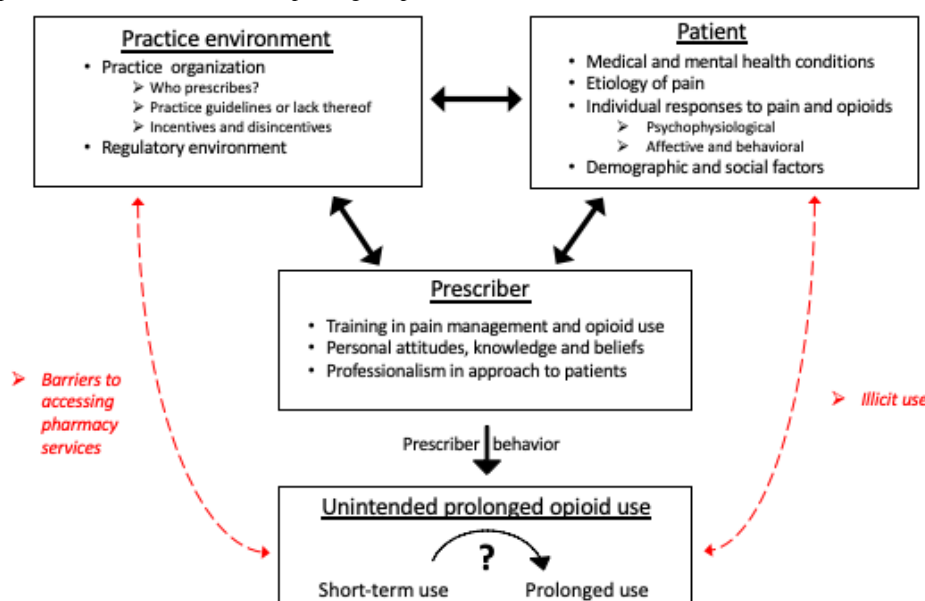 Practice environment
• Practice organization
➢ Who prescribes?
➢ Practice guidelines or lack thereof
➢ Incentives and disincentives
• Regulatory environment
Patient
• Medical and mental health conditions
• Etiology of pain
• Individual responses to pain and opioids
➢ Psychophysiological
➢ Affective and behavioral
• Demographic and social factors
Prescriber
• Training in pain management and opioid use
• Personal attitudes, knowledge and beliefs
• Professionalism in approach to patients
➢ Barriers to
accessing
pharmacy
services
➢ Illicit use
Prescriber behavior
Unintended prolonged opioid use
?
Short-term use Prolonged use